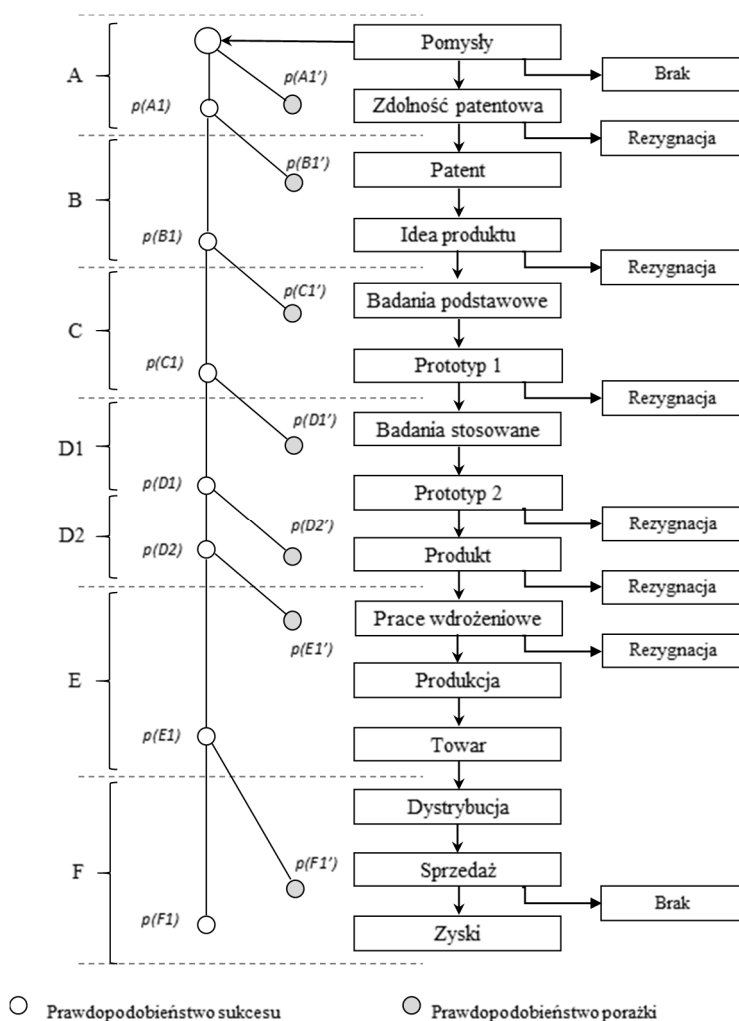 Pomysły
A
p(A1')
Brak
p(A1)
Zdolność patentowa
Rezygnacja
p(B1')
Patent
B
p(B1)
Idea produktu
Rezygnacja
p(C1')
Badania podstawowe
C
p(C1)
Prototyp 1
Rezygnacja
p(D1')
Badania stosowane
D1
p(D1)
Prototyp 2
Rezygnacja
p(D2')
D2
p(D2)
Produkt
Rezygnacja
Prace wdrożeniowe
p(E1')
Rezygnacja
E
Produkcja
p(E1)
Towar
Dystrybucja
p(F1')
F
Sprzedaż
Brak
p(F1)
Zyski
Prawdopodobieństwo sukcesu
Prawdopodobieństwo porażki